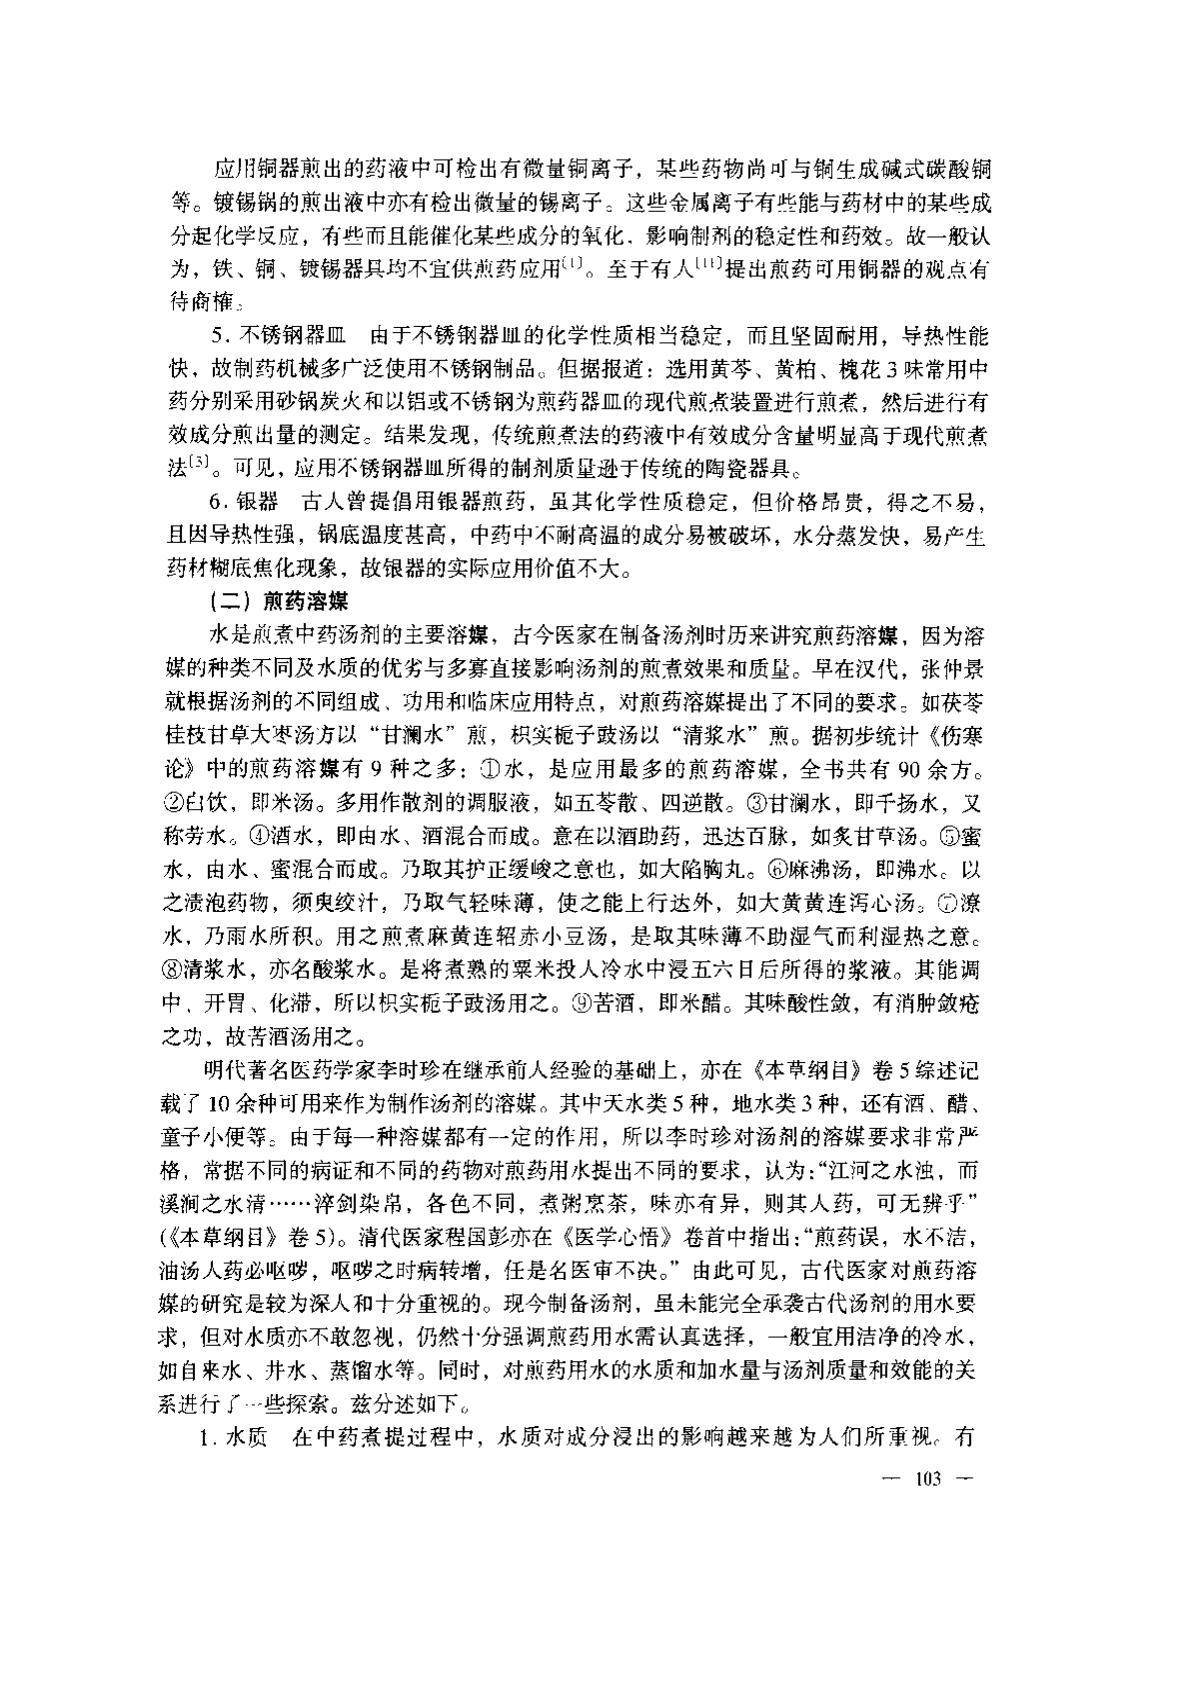 应用铜器煎出的药液中可检出有微量铜离子，某些药物尚可与铜生成碱式碳酸铜
等。镀锡锅的煎出液中亦有检出微量的锡离子。这些金属离子有些能与药材中的某些成
分起化学反应，有些而且能催化某些成分的氧化，影响制剂的稳定性和药效。故一般认
为，铁、铜、镀锡器具均不宜供煎药应用[1]。至于有人[11]提出煎药可用铜器的观点有
待商榷。
5. 不锈钢器皿　由于不锈钢器皿的化学性质相当稳定，而且坚固耐用，导热性能
快，故制药机械多广泛使用不锈钢制品。但据报道：选用黄芩、黄柏、槐花 3 味常用中
药分别采用砂锅炭火和以铝或不锈钢为煎药器皿的现代煎煮装置进行煎煮，然后进行有
效成分煎出量的测定。结果发现，传统煎煮法的药液中有效成分含量明显高于现代煎煮
法[3]。可见，应用不锈钢器皿所得的制剂质量逊于传统的陶瓷器具。
6. 银器　古人曾提倡用银器煎药，虽其化学性质稳定，但价格昂贵，得之不易，
且因导热性强，锅底温度甚高，中药中不耐高温的成分易被破坏，水分蒸发快，易产生
药材糊底焦化现象，故银器的实际应用价值不大。
(二) 煎药溶媒
水是煎煮中药汤剂的主要溶媒，古今医家在制备汤剂时历来讲究煎药溶媒，因为溶
媒的种类不同及水质的优劣与多寡直接影响汤剂的煎煮效果和质量。早在汉代，张仲景
就根据汤剂的不同组成、功用和临床应用特点，对煎药溶媒提出了不同的要求。如茯苓
桂枝甘草大枣汤方以“甘澜水”煎，枳实栀子豉汤以“清浆水”煎。据初步统计《伤寒
论》中的煎药溶媒有 9 种之多：①水，是应用最多的煎药溶媒，全书共有 90 余方。
②白饮，即米汤。多用作散剂的调服液，如五苓散、四逆散。③甘澜水，即千扬水，又
称劳水。④酒水，即由水、酒混合而成。意在以酒助药，迅达百脉，如炙甘草汤。⑤蜜
水，由水、蜜混合而成。乃取其护正缓峻之意也，如大陷胸丸。⑥麻沸汤，即沸水。以
之渍泡药物，须臾绞汁，乃取气轻味薄，使之能上行达外，如大黄黄连泻心汤。⑦潦
水，乃雨水所积。用之煎煮麻黄连轺赤小豆汤，是取其味薄不助湿气而利湿热之意。
⑧清浆水，亦名酸浆水。是将煮熟的粟米投人冷水中浸五六日后所得的浆液。其能调
中、开胃、化滞，所以枳实栀子豉汤用之。⑨苦酒，即米醋。其味酸性敛，有消肿敛疮
之功，故苦酒汤用之。
明代著名医药学家李时珍在继承前人经验的基础上，亦在《本草纲目》卷 5 综述记
载了 10 余种可用来作为制作汤剂的溶媒。其中天水类 5 种，地水类 3 种，还有酒、醋、
童子小便等。由于每一种溶媒都有一定的作用，所以李时珍对汤剂的溶媒要求非常严
格，常据不同的病证和不同的药物对煎药用水提出不同的要求，认为：“江河之水浊，而
溪涧之水清……淬剑染帛，各色不同，煮粥烹茶，味亦有异，则其人药，可无辨乎”
(《本草纲目》卷 5)。清代医家程国彭亦在《医学心悟》卷首中指出：“煎药误，水不洁，
油汤人药必呕哕，呕哕之时病转增，任是名医审不决。”由此可见，古代医家对煎药溶
媒的研究是较为深人和十分重视的。现今制备汤剂，虽未能完全承袭古代汤剂的用水要
求，但对水质亦不敢忽视，仍然十分强调煎药用水需认真选择，一般宜用洁净的冷水，
如自来水、井水、蒸馏水等。同时，对煎药用水的水质和加水量与汤剂质量和效能的关
系进行了一些探索。兹分述如下。
1. 水质　在中药煮提过程中，水质对成分浸出的影响越来越为人们所重视。有
— 103 —